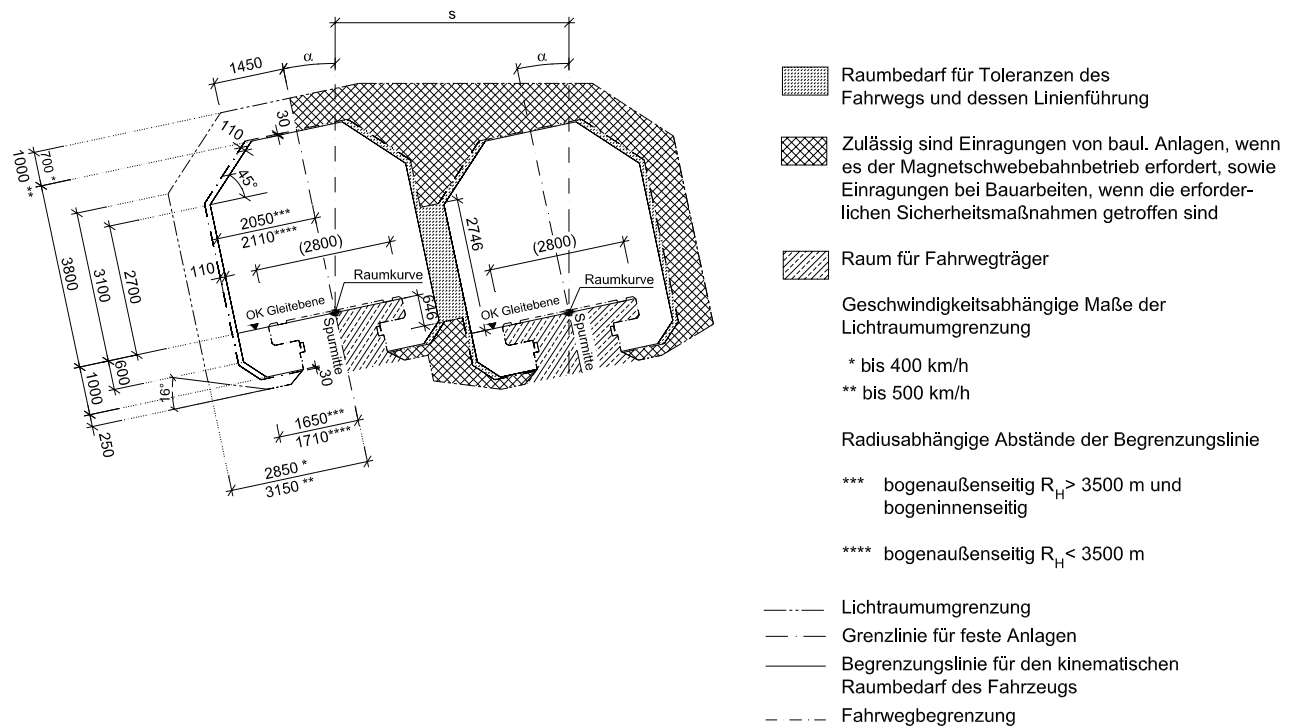 s
α
α
1450
30
110
700 *
1000 **
45°
2050***
2110****
(2800)
2746
(2800)
3800
3100
2700
110
Raumkurve
Raumkurve
OK Gleitebene
646
OK Gleitebene
Spurmitte
Spurmitte
600
1000
250
16°
30
1650***
1710****
2850 *
3150 **
Raumbedarf für Toleranzen des
Fahrwegs und dessen Linienführung
Zulässig sind Einragungen von baul. Anlagen, wenn
es der Magnetschwebebahnbetrieb erfordert, sowie
Einragungen bei Bauarbeiten, wenn die erforder-
lichen Sicherheitsmaßnahmen getroffen sind
Raum für Fahrwegträger
Geschwindigkeitsabhängige Maße der
Lichtraumumgrenzung
* bis 400 km/h
** bis 500 km/h
Radiusabhängige Abstände der Begrenzungslinie
*** bogenaußenseitig R_H > 3500 m und
bogeninnenseitig
**** bogenaußenseitig R_H < 3500 m
Lichtraumumgrenzung
Grenzlinie für feste Anlagen
Begrenzungslinie für den kinematischen
Raumbedarf des Fahrzeugs
Fahrwegbegrenzung